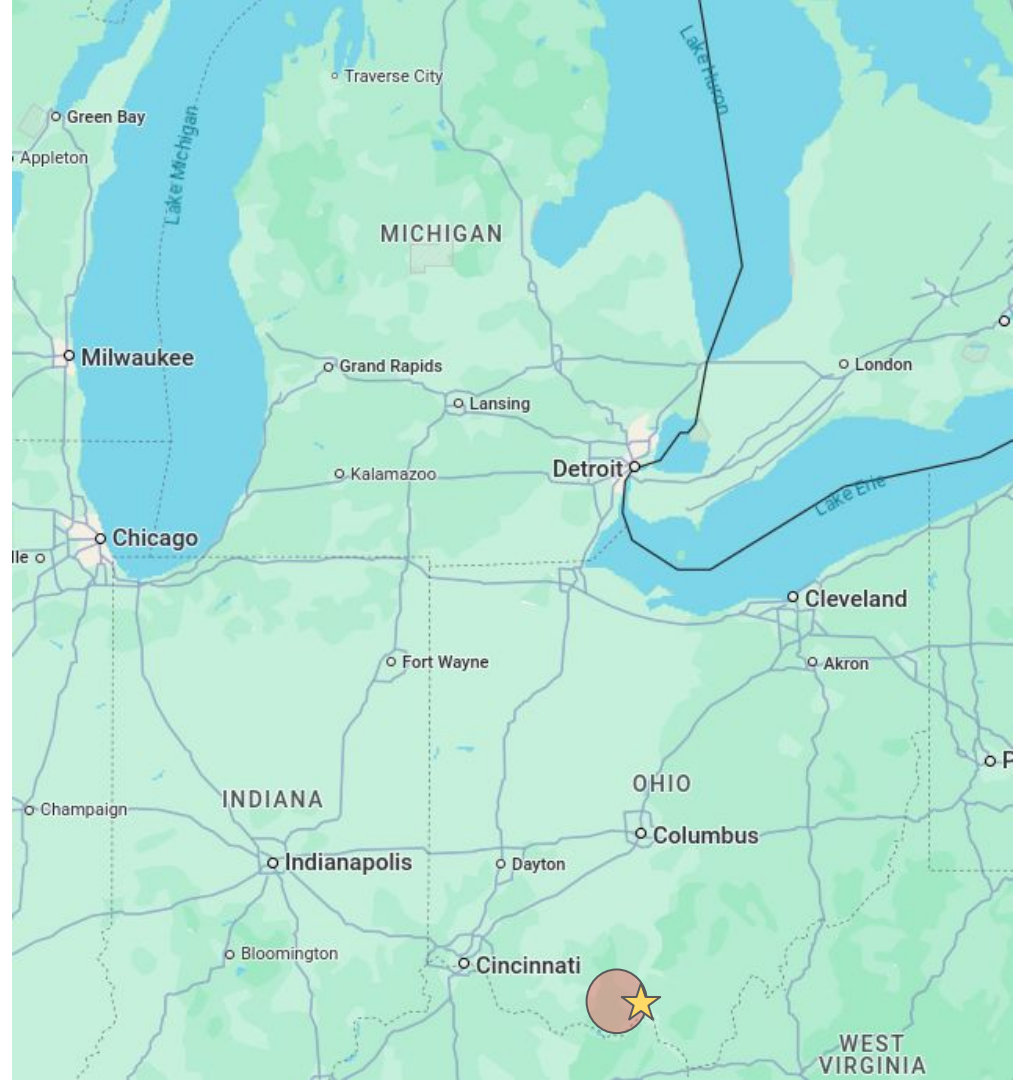 Lake Huron
Traverse City
Green Bay
Lake Michigan
Appleton
MICHIGAN
Milwaukee
Grand Rapids
London
Lansing
Detroit
Kalamazoo
Lake Erie
Chicago
lle
Cleveland
Fort Wayne
Akron
P
OHIO
INDIANA
Champaign
Columbus
Indianapolis
Dayton
Bloomington
Cincinnati
WEST
VIRGINIA